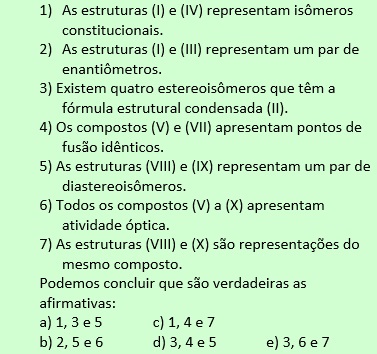 1) As estruturas (I) e (IV) representam isômeros
constitucionais.
2) As estruturas (I) e (III) representam um par de
enantiômetros.
3) Existem quatro estereoisômeros que têm a
fórmula estrutural condensada (II).
4) Os compostos (V) e (VII) apresentam pontos de
fusão idênticos.
5) As estruturas (VIII) e (IX) representam um par de
diastereoisômeros.
6) Todos os compostos (V) a (X) apresentam
atividade óptica.
7) As estruturas (VIII) e (X) são representações do
mesmo composto.
Podemos concluir que são verdadeiras as
afirmativas:
a) 1, 3 e 5 c) 1, 4 e 7
b) 2, 5 e 6 d) 3, 4 e 5 e) 3, 6 e 7